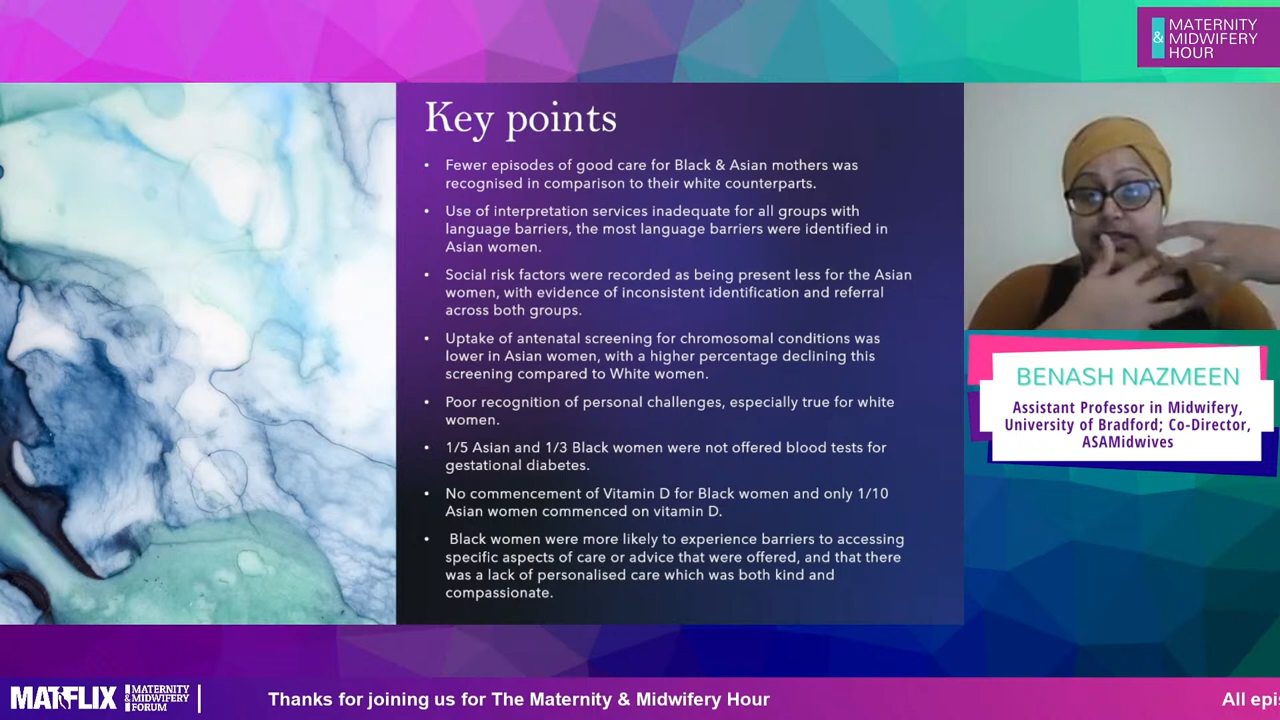 MATERNITY
& MIDWIFERY
HOUR
Key points
• Fewer episodes of good care for Black & Asian mothers was
recognised in comparison to their white counterparts.
• Use of interpretation services inadequate for all groups with
language barriers, the most language barriers were identified in
Asian women.
• Social risk factors were recorded as being present less for the Asian
women, with evidence of inconsistent identification and referral
across both groups.
• Uptake of antenatal screening for chromosomal conditions was
lower in Asian women, with a higher percentage declining this
screening compared to White women.
• Poor recognition of personal challenges, especially true for white
women.
• 1/5 Asian and 1/3 Black women were not offered blood tests for
gestational diabetes.
• No commencement of Vitamin D for Black women and only 1/10
Asian women commenced on vitamin D.
• Black women were more likely to experience barriers to accessing
specific aspects of care or advice that were offered, and that there
was a lack of personalised care which was both kind and
compassionate.
BENASH NAZMEEN
Assistant Professor in Midwifery,
University of Bradford; Co-Director,
ASAMidwives
MATFLIX
MATERNITY
& MIDWIFERY
FORUM
Thanks for joining us for The Maternity & Midwifery Hour
All epis